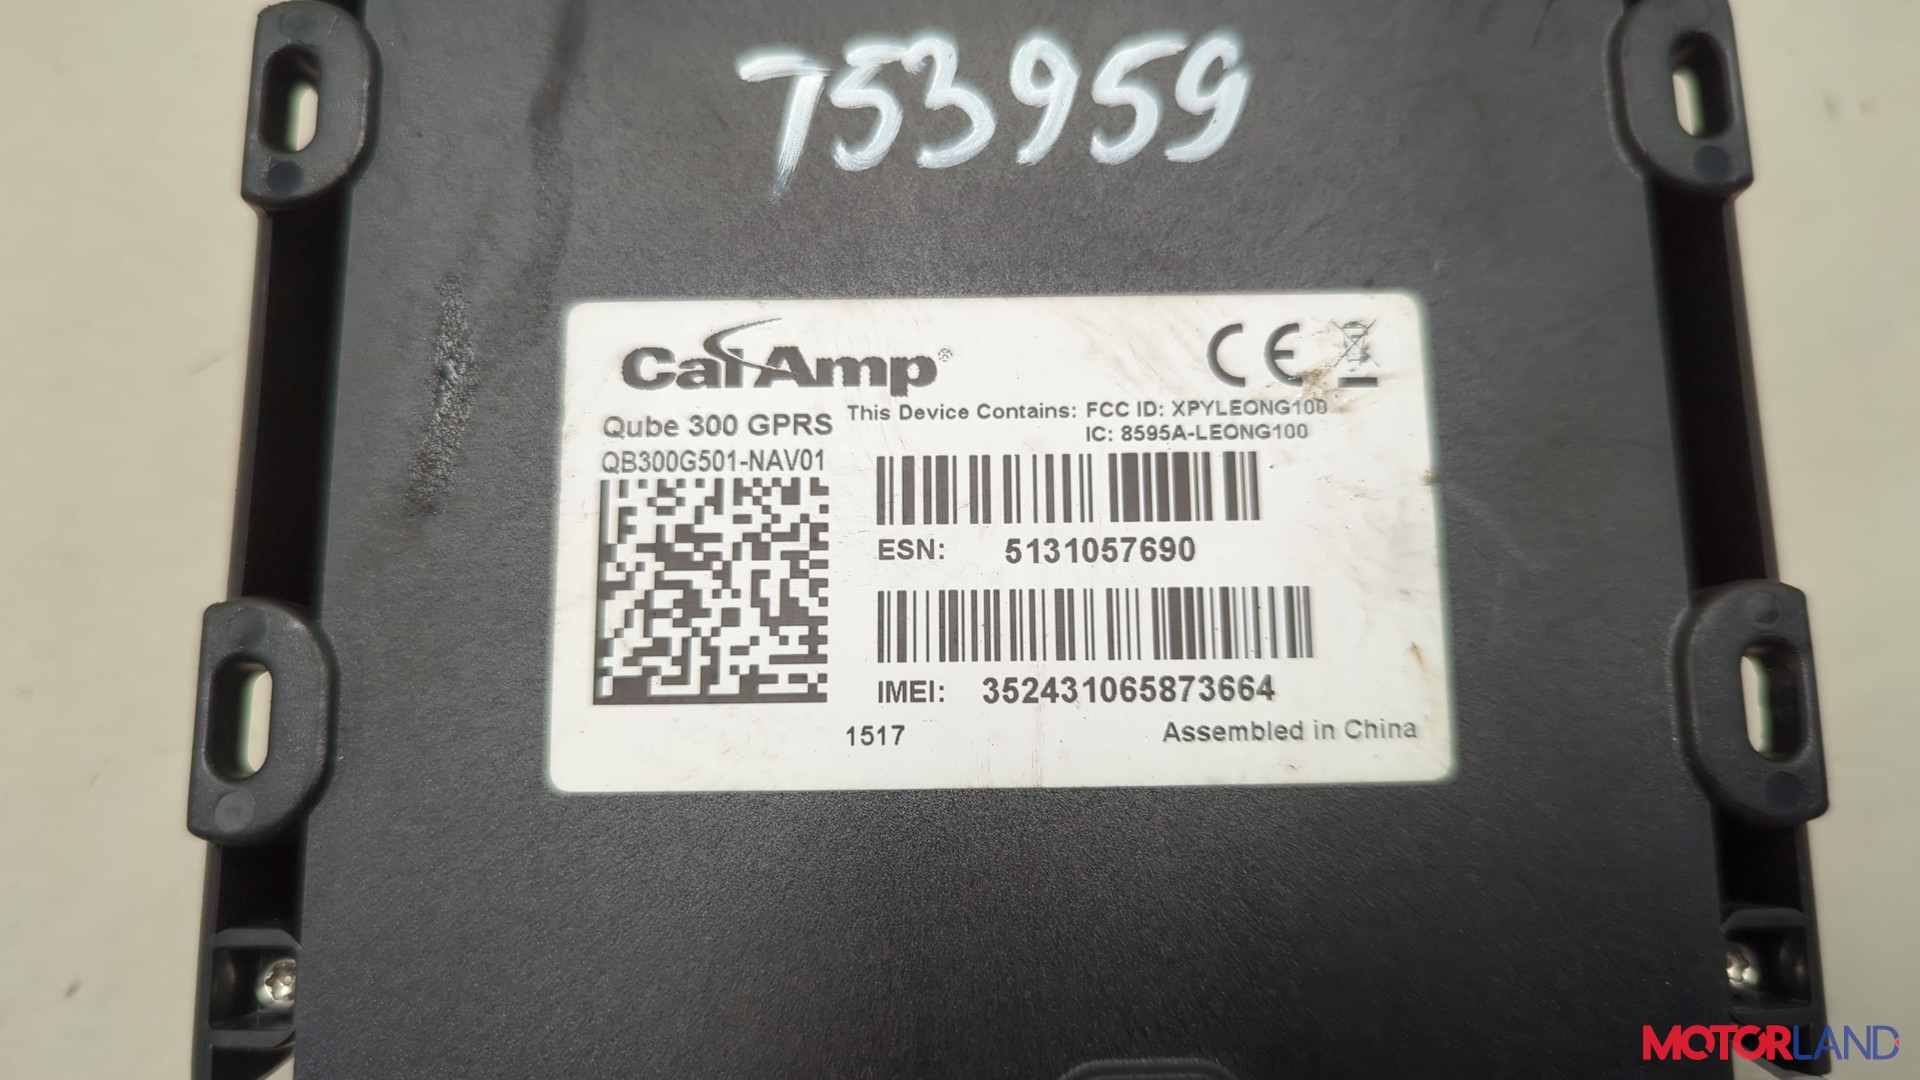 753959
CalAmp®
CE
Qube 300 GPRS
This Device Contains: FCC ID: XPYLEONG100
IC: 8595A-LEONG100
QB300G501-NAV01
ESN: 5131057690
IMEI: 352431065873664
1517
Assembled in China
MOTORLAND